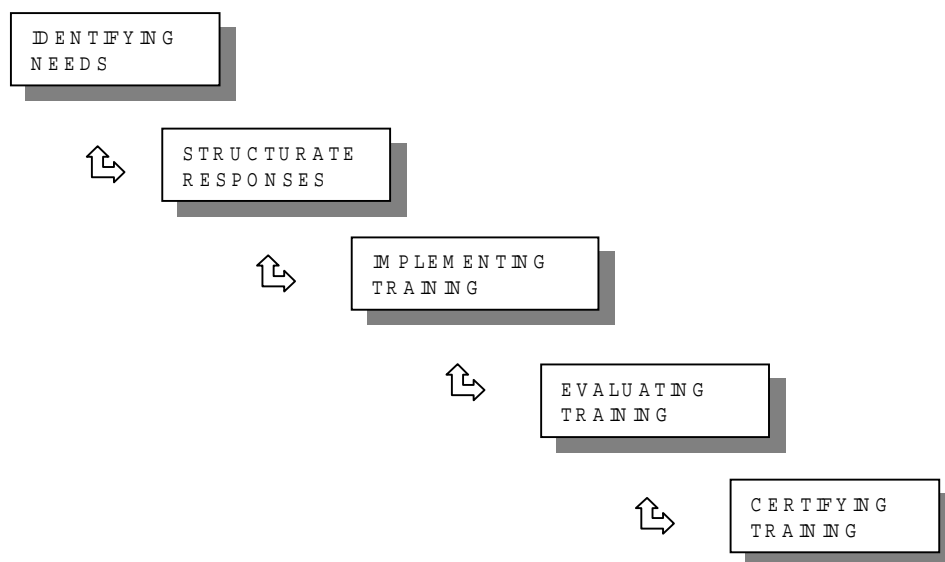 IDENTIFYING
NEEDS
STRUCTURATE
RESPONSES
IMPLEMENTING
TRAINING
EVALUATING
TRAINING
CERTIFYING
TRAINING